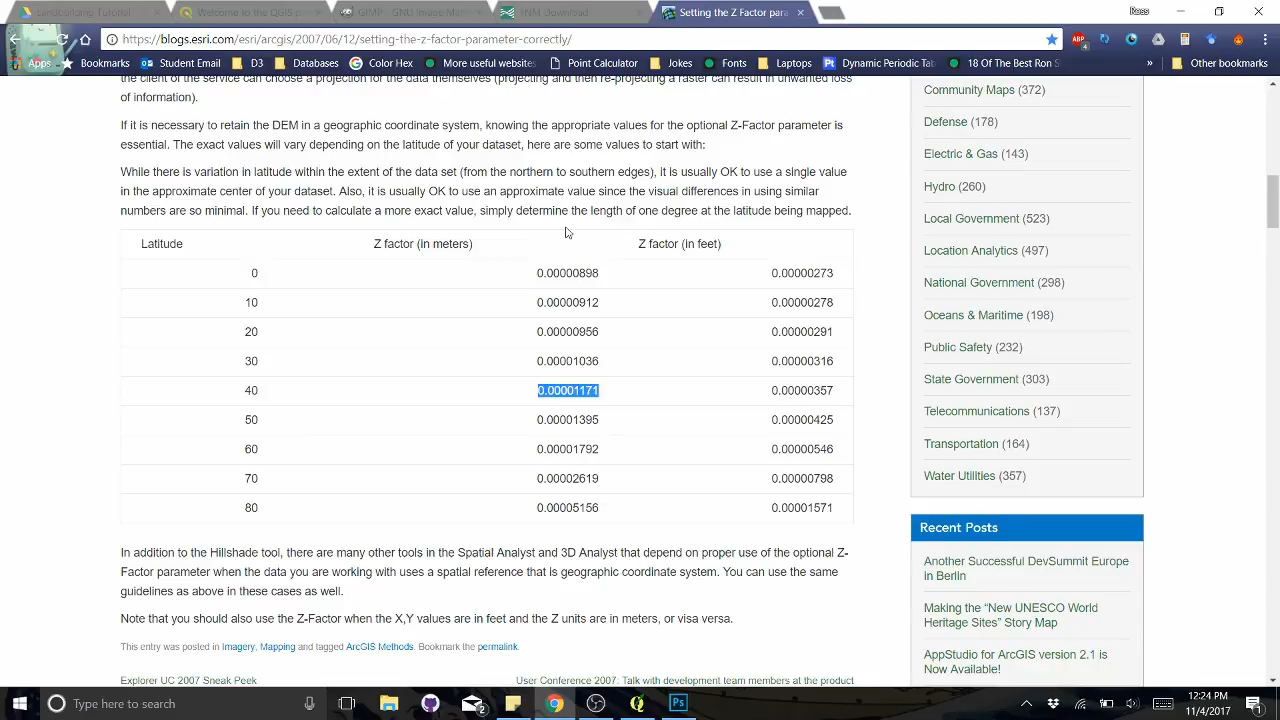 Landserfdump Tutorial
Welcome to the QGIS p
GIMP - GNU Image Man
TNM Download
Setting the Z Factor para
Ross
https://blogs.esri.com/esri/arcgis/2007/06/12/setting-the-z-factor-parameter-correctly/
Apps Bookmarks Student Email D3 Databases Color Hex More useful websites Point Calculator Jokes Fonts Laptops Dynamic Periodic Tab 18 Of The Best Ron S » Other bookmarks
the client of the service can choose a projection for the data themselves (projecting and then re-projecting a raster can result in unwanted loss
of information).
If it is necessary to retain the DEM in a geographic coordinate system, knowing the appropriate values for the optional Z-Factor parameter is
essential. The exact values will vary depending on the latitude of your dataset, here are some values to start with:
While there is variation in latitude within the extent of the data set (from the northern to southern edges), it is usually OK to use a single value
in the approximate center of your dataset. Also, it is usually OK to use an approximate value since the visual differences in using similar
numbers are so minimal. If you need to calculate a more exact value, simply determine the length of one degree at the latitude being mapped.
Latitude Z factor (in meters) Z factor (in feet)
0 0.00000898 0.00000273
10 0.00000912 0.00000278
20 0.00000956 0.00000291
30 0.00001036 0.00000316
40 0.00001171 0.00000357
50 0.00001395 0.00000425
60 0.00001792 0.00000546
70 0.00002619 0.00000798
80 0.00005156 0.00001571
In addition to the Hillshade tool, there are many other tools in the Spatial Analyst and 3D Analyst that depend on proper use of the optional Z-
Factor parameter when the data you are working with uses a spatial reference that is geographic coordinate system. You can use the same
guidelines as above in these cases as well.
Note that you should also use the Z-Factor when the X,Y values are in feet and the Z units are in meters, or visa versa.
This entry was posted in Imagery, Mapping and tagged ArcGIS Methods. Bookmark the permalink.
Explorer UC 2007 Sneak Peek
User Conference 2007: Talk with development team members at the product
Community Maps (372)
Defense (178)
Electric & Gas (143)
Hydro (260)
Local Government (523)
Location Analytics (497)
National Government (298)
Oceans & Maritime (198)
Public Safety (232)
State Government (303)
Telecommunications (137)
Transportation (164)
Water Utilities (357)
Recent Posts
Another Successful DevSummit Europe
in Berlin
Making the “New UNESCO World
Heritage Sites” Story Map
AppStudio for ArcGIS version 2.1 is
Now Available!
Type here to search
12:24 PM
11/4/2017